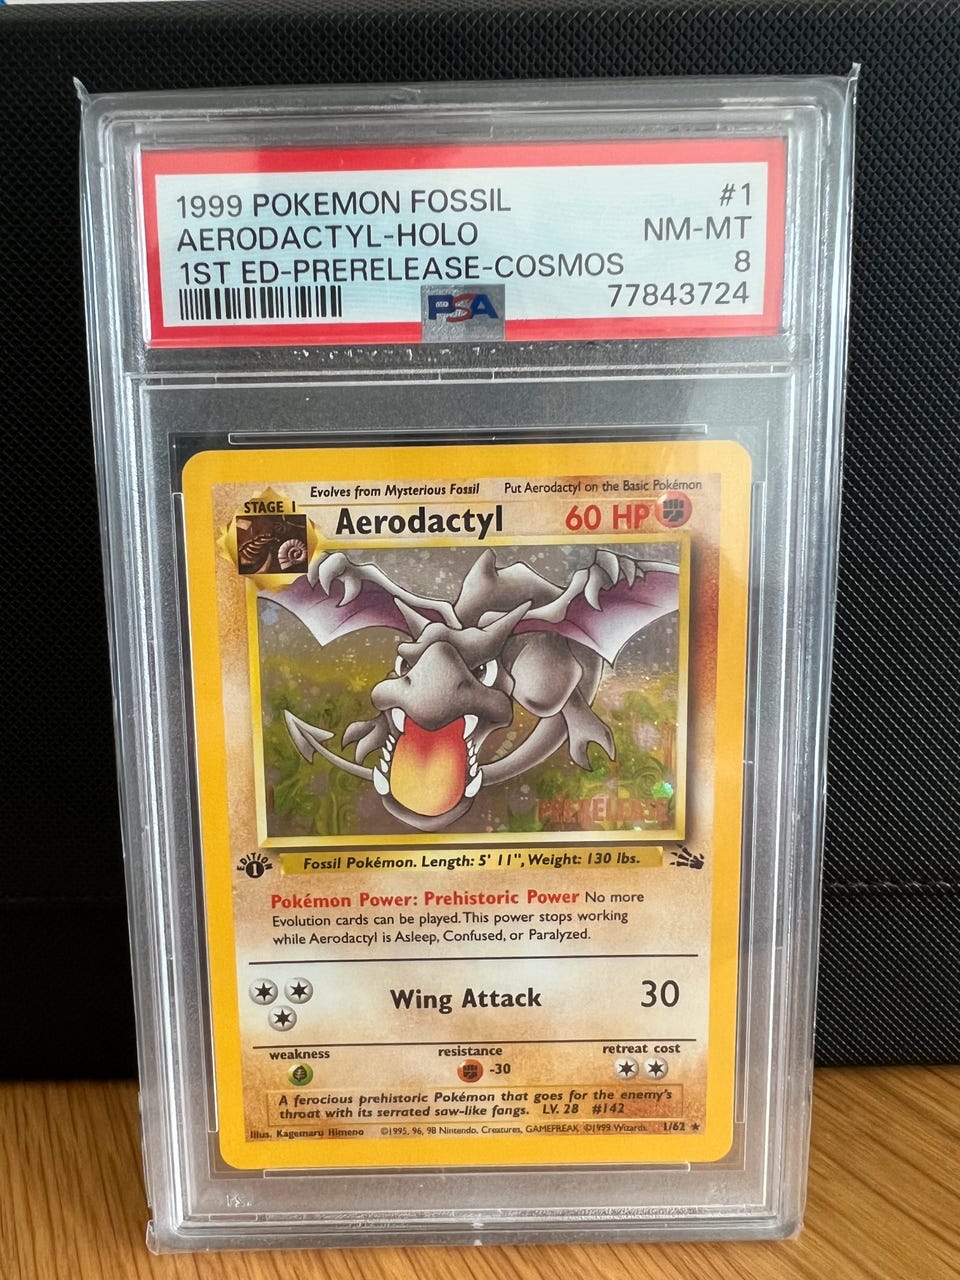 1999 POKEMON FOSSIL #1
AERODACTYL-HOLO NM-MT
1ST ED-PRERELEASE-COSMOS 8
PSA 77843724
Evolves from Mysterious Fossil Put Aerodactyl on the Basic Pokémon
STAGE 1
Aerodactyl 60 HP
PRERELEASE
EDITION
1
Fossil Pokémon. Length: 5' 11", Weight: 130 lbs.
Pokémon Power: Prehistoric Power No more
Evolution cards can be played. This power stops working
while Aerodactyl is Asleep, Confused, or Paralyzed.
Wing Attack 30
weakness resistance retreat cost
-30
A ferocious prehistoric Pokémon that goes for the enemy's
throat with its serrated saw-like fangs. LV. 28 #142
Illus. Kagemaru Himeno ©1995, 96, 98 Nintendo, Creatures, GAMEFREAK. ©1999 Wizards. 1/62 ★